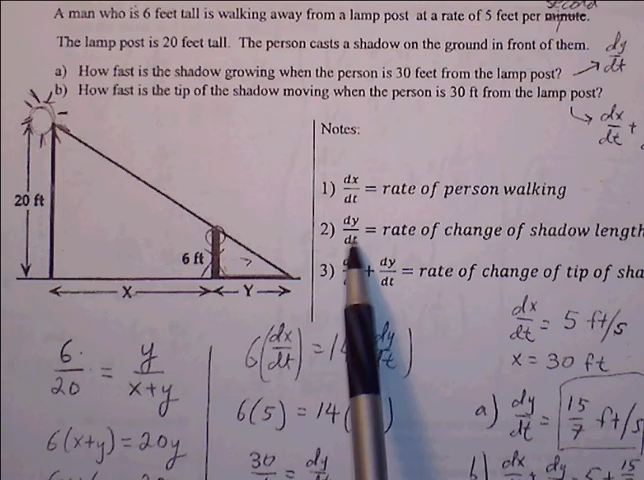 second
A man who is 6 feet tall is walking away from a lamp post at a rate of 5 feet per minute.
The lamp post is 20 feet tall. The person casts a shadow on the ground in front of them.
dy/dt
a) How fast is the shadow growing when the person is 30 feet from the lamp post?
b) How fast is the tip of the shadow moving when the person is 30 ft from the lamp post?
dx/dt +
Notes:
1) dx/dt = rate of person walking
20 ft
2) dy/dt = rate of change of shadow length
6 ft
3) + dy/dt = rate of change of tip of sha
X Y
6/20 = y/x+y
6(x+y) = 20y
6(dx/dt) = dy
6(5) = 14(
30 = dy
dx/dt = 5 ft/s
x = 30 ft
a) dy/dt = 15/7 ft/s
b) dx + dy = 5 + 15